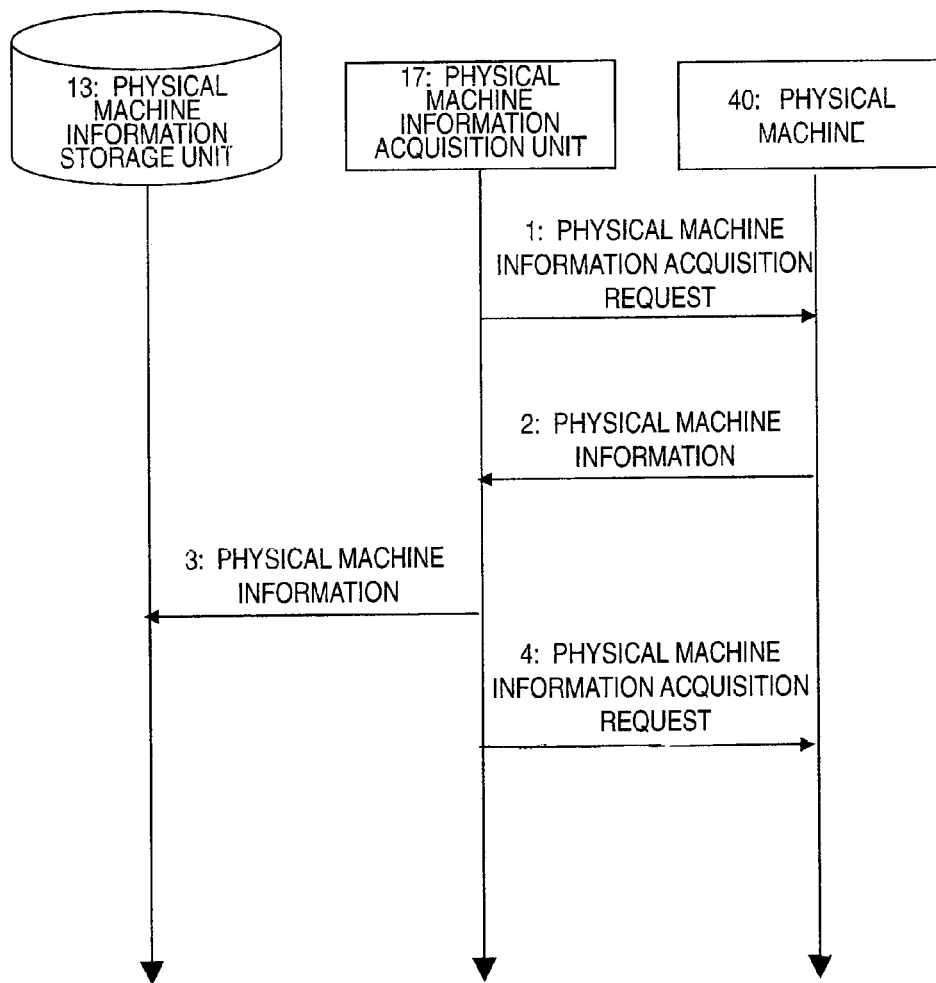 13: PHYSICAL
MACHINE
INFORMATION
STORAGE UNIT
17: PHYSICAL
MACHINE
INFORMATION
ACQUISITION UNIT
40: PHYSICAL
MACHINE
1: PHYSICAL MACHINE
INFORMATION ACQUISITION
REQUEST
2: PHYSICAL MACHINE
INFORMATION
3: PHYSICAL MACHINE
INFORMATION
4: PHYSICAL MACHINE
INFORMATION ACQUISITION
REQUEST